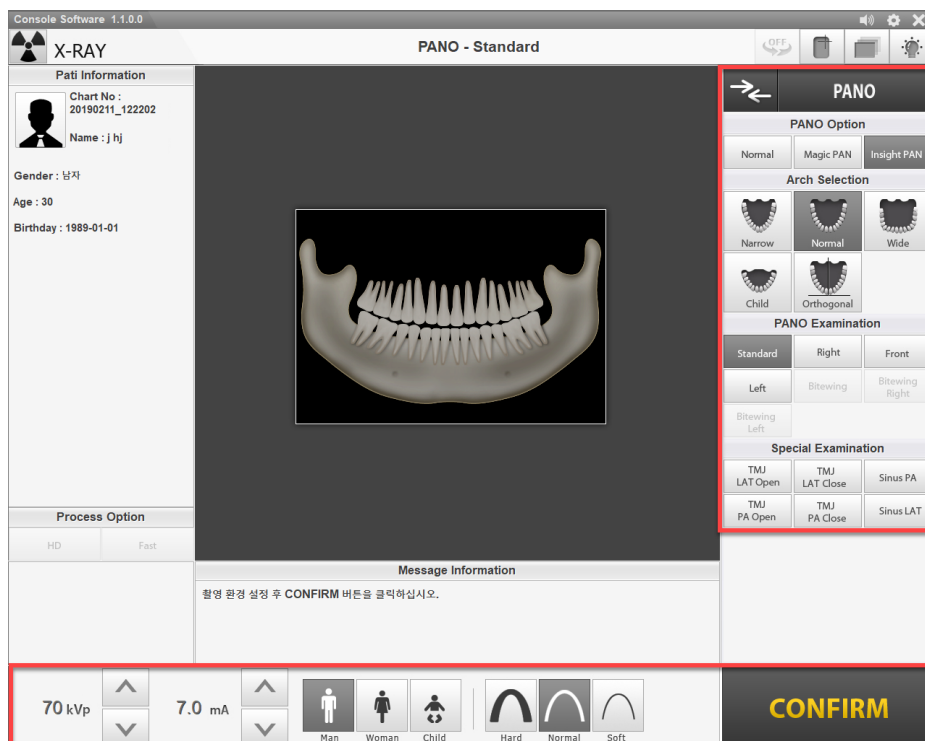 Console Software 1.1.0.0
X-RAY
PANO - Standard
OFF
Pati Information
Chart No :
20190211_122202
Name : j hj
Gender : 남자
Age : 30
Birthday : 1989-01-01
Process Option
HD Fast
Message Information
촬영 환경 설정 후 CONFIRM 버튼을 클릭하십시오.
PANO
PANO Option
Normal Magic PAN Insight PAN
Arch Selection
Narrow Normal Wide
Child Orthogonal
PANO Examination
Standard Right Front
Left Bitewing Bitewing
Right
Bitewing
Left
Special Examination
TMJ
LAT Open
TMJ
LAT Close
Sinus PA
TMJ
PA Open
TMJ
PA Close
Sinus LAT
70 kVp 7.0 mA
Man Woman Child Hard Normal Soft
CONFIRM